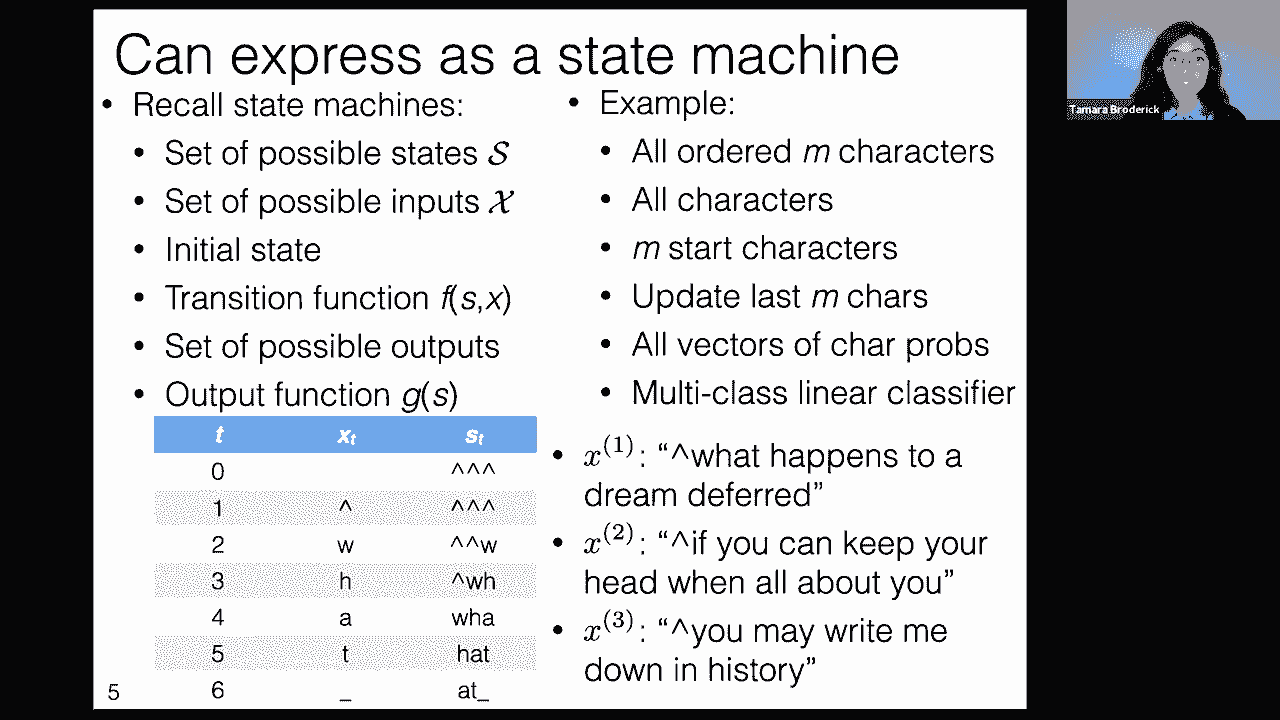 Can express as a state machine
• Recall state machines:
• Set of possible states 𝒮
• Set of possible inputs 𝒳
• Initial state
• Transition function f(s,x)
• Set of possible outputs
• Output function g(s)
t xₜ sₜ
0 ^^^
1 ^ ^^^
2 w ^^w
3 h ^wh
4 a wha
5 t hat
6 _ at_
• Example:
• All ordered m characters
• All characters
• m start characters
• Update last m chars
• All vectors of char probs
• Multi-class linear classifier
• x⁽¹⁾: “^what happens to a
dream deferred”
• x⁽²⁾: “^if you can keep your
head when all about you”
• x⁽³⁾: “^you may write me
down in history”
5
Tamara Broderick